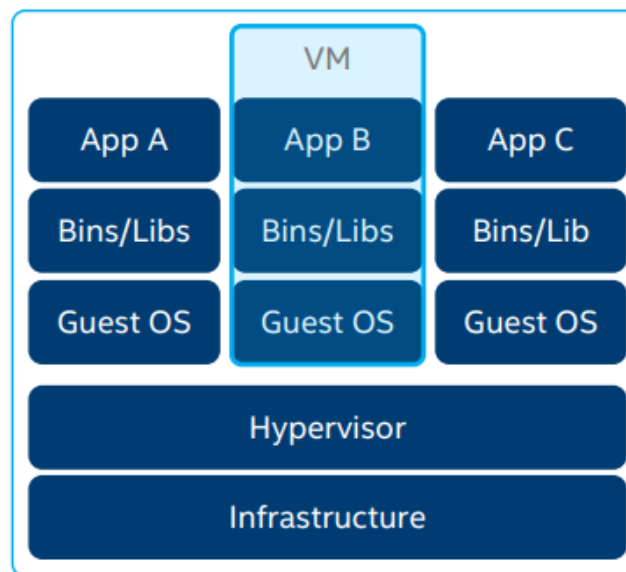 VM
App A
App B
App C
Bins/Libs
Bins/Libs
Bins/Lib
Guest OS
Guest OS
Guest OS
Hypervisor
Infrastructure